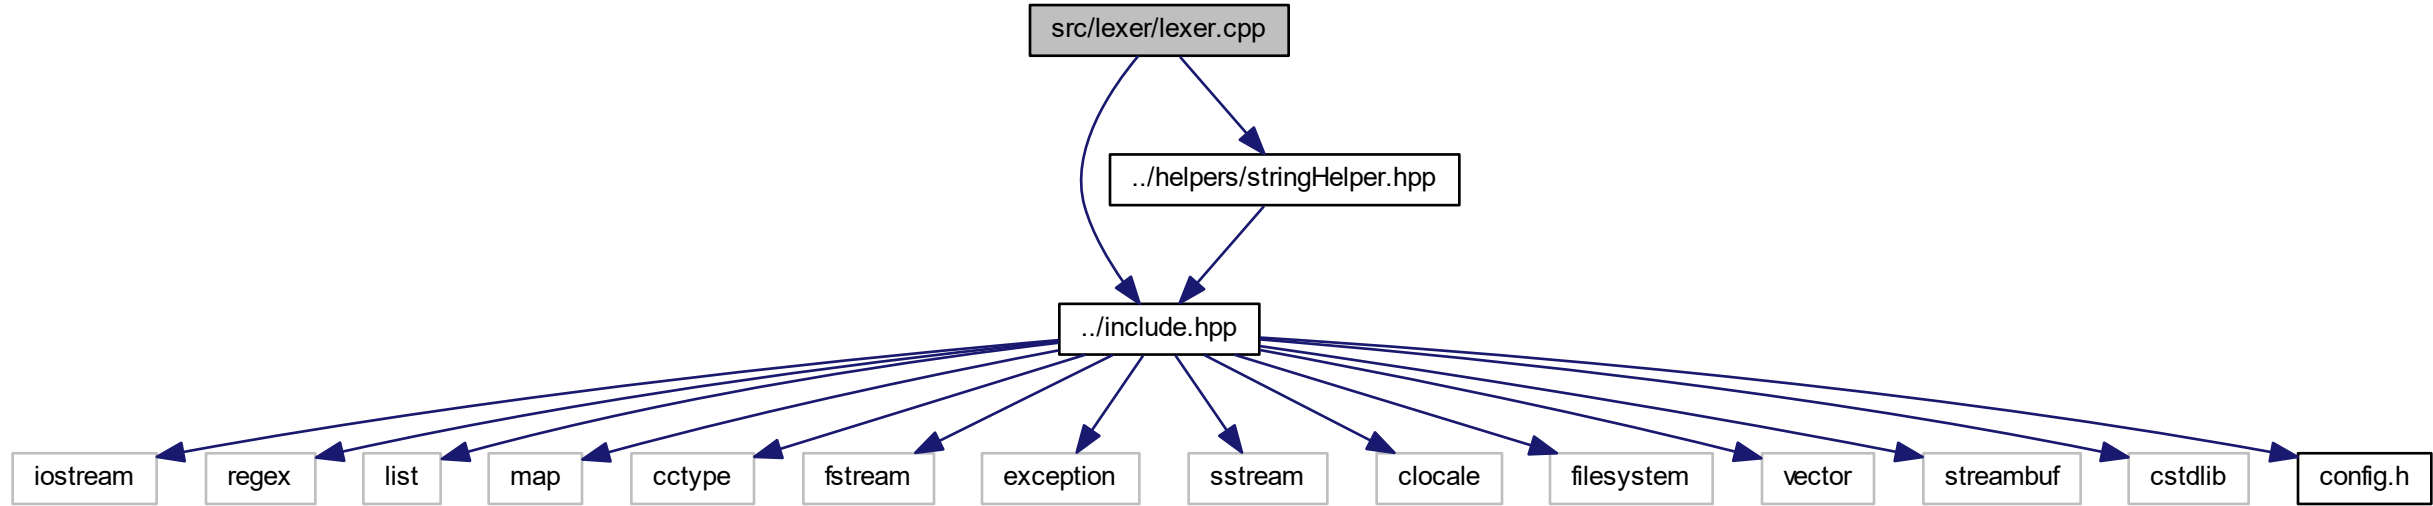 src/lexer/lexer.cpp
../helpers/stringHelper.hpp
../include.hpp
iostream
regex
list
map
cctype
fstream
exception
sstream
clocale
filesystem
vector
streambuf
cstdlib
config.h